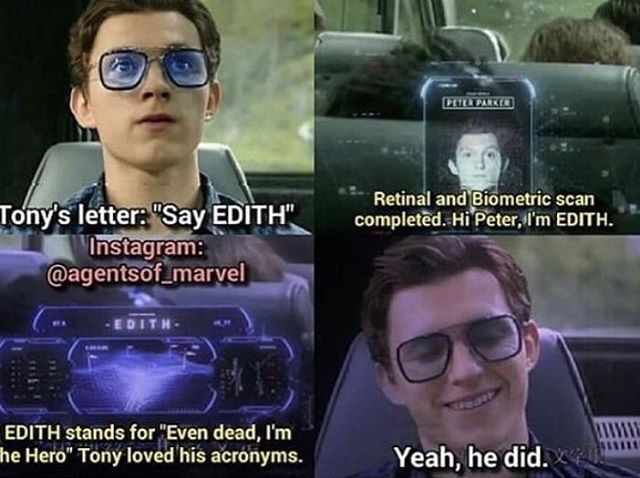 Tony's letter: "Say EDITH"
PETER PARKER
Retinal and Biometric scan
completed. Hi Peter, I'm EDITH.
Instagram:
@agentsof_marvel
-EDITH-
EDITH stands for "Even dead, I'm
he Hero" Tony loved his acronyms.
Yeah, he did.